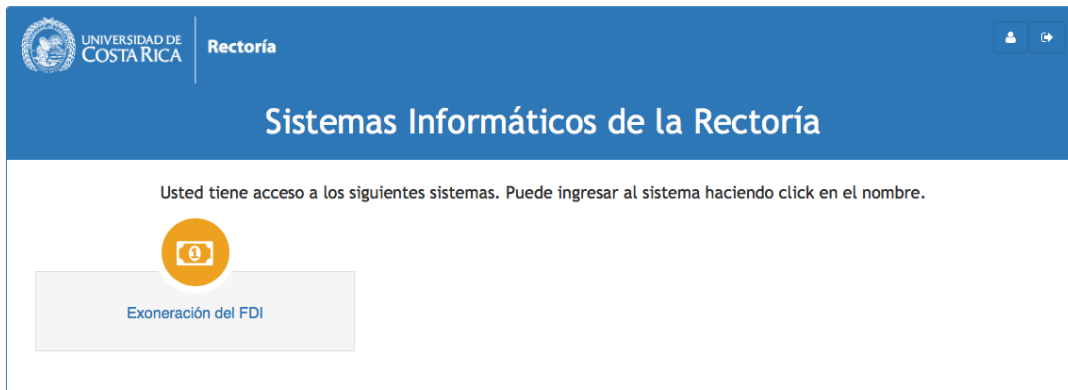 UNIVERSIDAD DE
COSTA RICA
Rectoría
Sistemas Informáticos de la Rectoría
Usted tiene acceso a los siguientes sistemas. Puede ingresar al sistema haciendo click en el nombre.
1
Exoneración del FDI